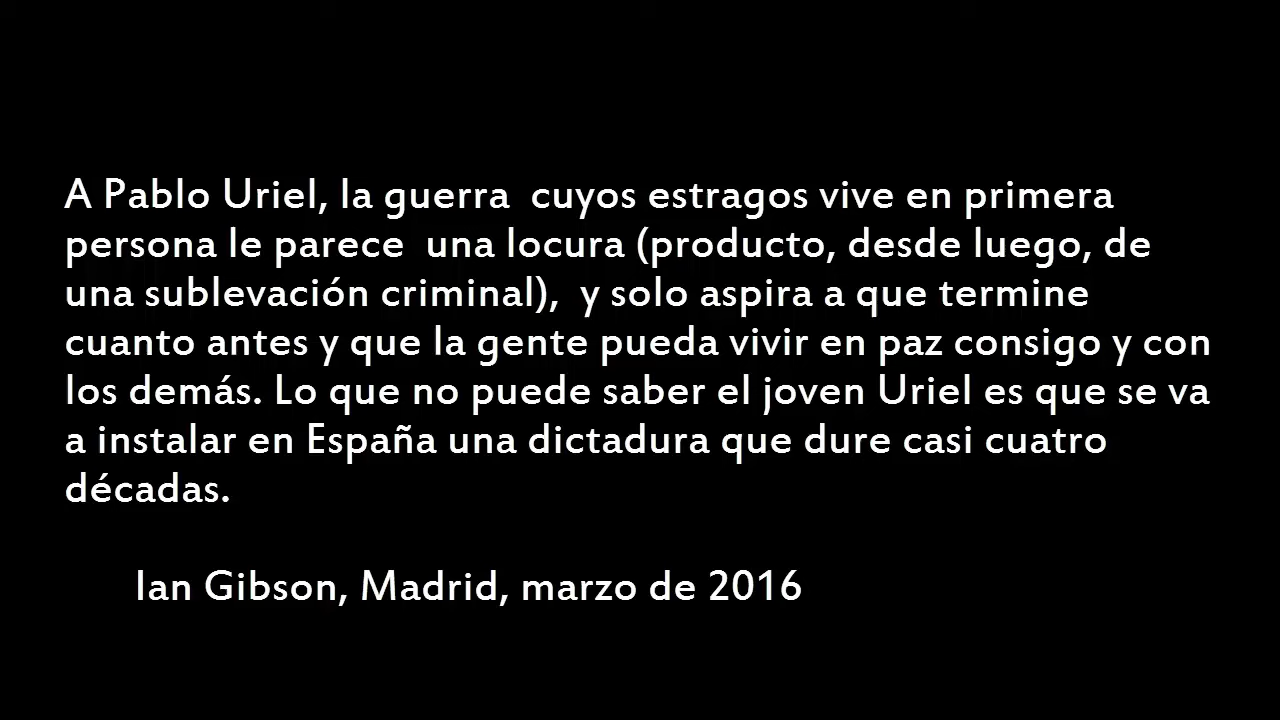 A Pablo Uriel, la guerra  cuyos estragos vive en primera
persona le parece  una locura (producto, desde luego, de
una sublevación criminal),  y solo aspira a que termine
cuanto antes y que la gente pueda vivir en paz consigo y con
los demás. Lo que no puede saber el joven Uriel es que se va
a instalar en España una dictadura que dure casi cuatro
décadas.
Ian Gibson, Madrid, marzo de 2016